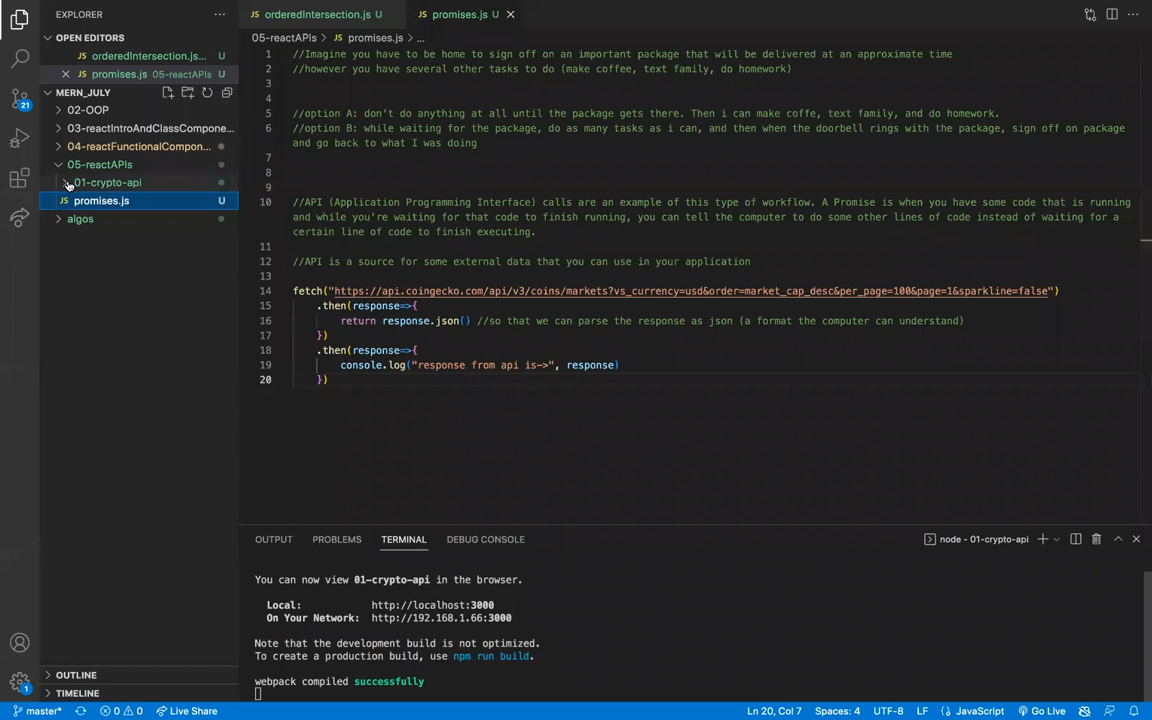 EXPLORER
orderedIntersection.js U
promises.js U
OPEN EDITORS
orderedIntersection.js... U
promises.js 05-reactAPIs U
MERN_JULY
02-OOP
03-reactIntroAndClassCompone...
04-reactFunctionalCompon...
05-reactAPIs
01-crypto-api
JS promises.js U
algos
OUTLINE
TIMELINE
21
1
05-reactAPIs > JS promises.js > ...
1 //Imagine you have to be home to sign off on an important package that will be delivered at an approximate time
2 //however you have several other tasks to do (make coffee, text family, do homework)
3
4
5 //option A: don't do anything at all until the package gets there. Then i can make coffe, text family, and do homework.
6 //option B: while waiting for the package, do as many tasks as i can, and then when the doorbell rings with the package, sign off on package
and go back to what I was doing
7
8
9
10 //API (Application Programming Interface) calls are an example of this type of workflow. A Promise is when you have some code that is running
and while you're waiting for that code to finish running, you can tell the computer to do some other lines of code instead of waiting for a
certain line of code to finish executing.
11
12 //API is a source for some external data that you can use in your application
13
14 fetch("https://api.coingecko.com/api/v3/coins/markets?vs_currency=usd&order=market_cap_desc&per_page=100&page=1&sparkline=false")
15 .then(response=>{
16 return response.json() //so that we can parse the response as json (a format the computer can understand)
17 })
18 .then(response=>{
19 console.log("response from api is->", response)
20 })
OUTPUT PROBLEMS TERMINAL DEBUG CONSOLE
node - 01-crypto-api
You can now view 01-crypto-api in the browser.
Local: http://localhost:3000
On Your Network: http://192.168.1.66:3000
Note that the development build is not optimized.
To create a production build, use npm run build.
webpack compiled successfully
master* 0 0 Live Share Ln 20, Col 7 Spaces: 4 UTF-8 LF {} JavaScript Go Live